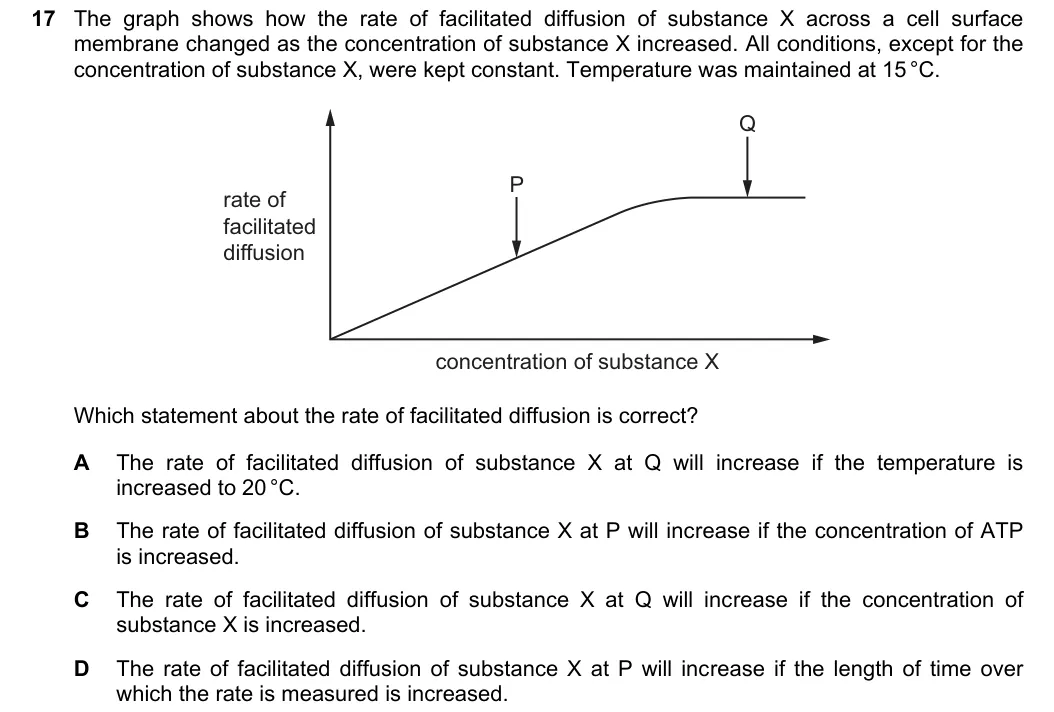 17 The graph shows how the rate of facilitated diffusion of substance X across a cell surface
membrane changed as the concentration of substance X increased. All conditions, except for the
concentration of substance X, were kept constant. Temperature was maintained at 15 °C.
Q
P
rate of
facilitated
diffusion
concentration of substance X
Which statement about the rate of facilitated diffusion is correct?
A The rate of facilitated diffusion of substance X at Q will increase if the temperature is
increased to 20 °C.
B The rate of facilitated diffusion of substance X at P will increase if the concentration of ATP
is increased.
C The rate of facilitated diffusion of substance X at Q will increase if the concentration of
substance X is increased.
D The rate of facilitated diffusion of substance X at P will increase if the length of time over
which the rate is measured is increased.